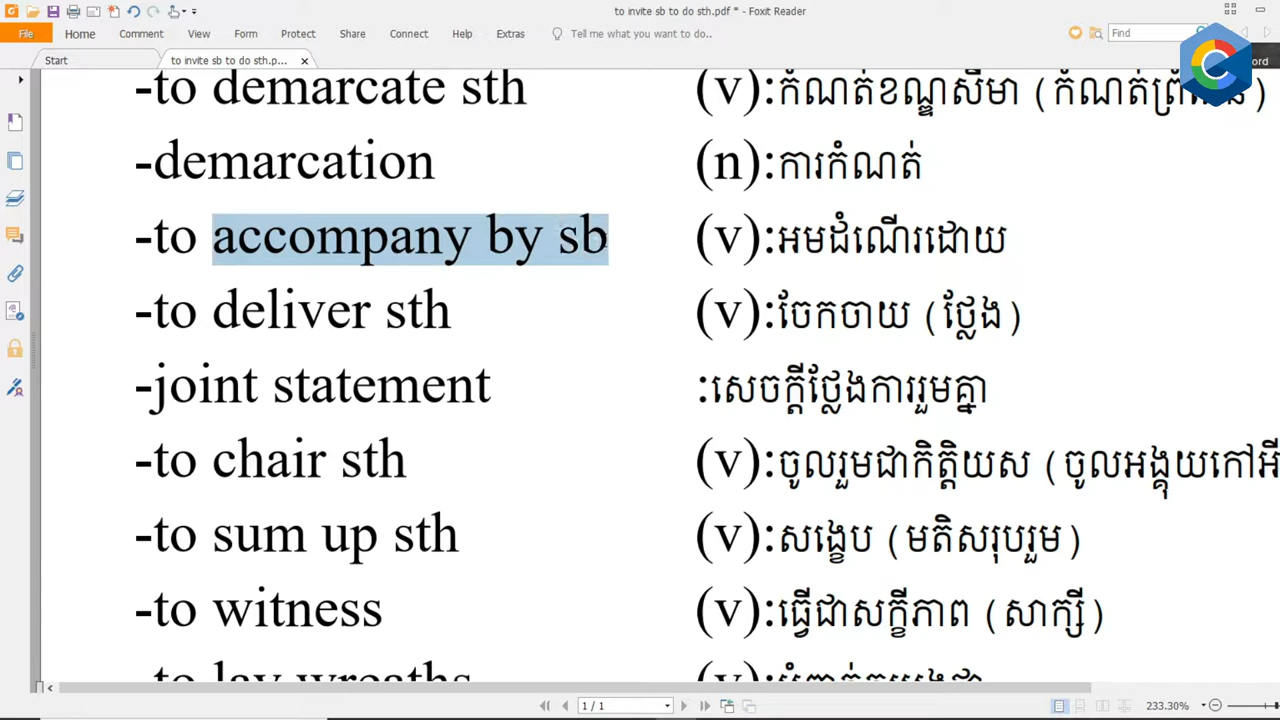 to invite sb to do sth.pdf * - Foxit Reader
File Home Comment View Form Protect Share Connect Help Extras Tell me what you want to do.. Find
Start to invite sb to do sth.p...
-to demarcate sth (v):កំណត់ខណ្ឌសីមា
-demarcation (n):ការកំណត់
-to accompany by sb (v):អមដំណើរដោយ
-to deliver sth (v):ចែកចាយ (ថ្លែង)
-joint statement :សេចក្តីថ្លែងការរួមគ្នា
-to chair sth (v):ចូលរួមជាកិត្តិយស (ចូលអង្គុយកៅអី
-to sum up sth (v):សង្ខេប (មតិសរុបរួម)
-to witness (v):ធ្វើជាសក្ខីភាព (សាក្សី)
-to lay wreaths
1 / 1 233.30%